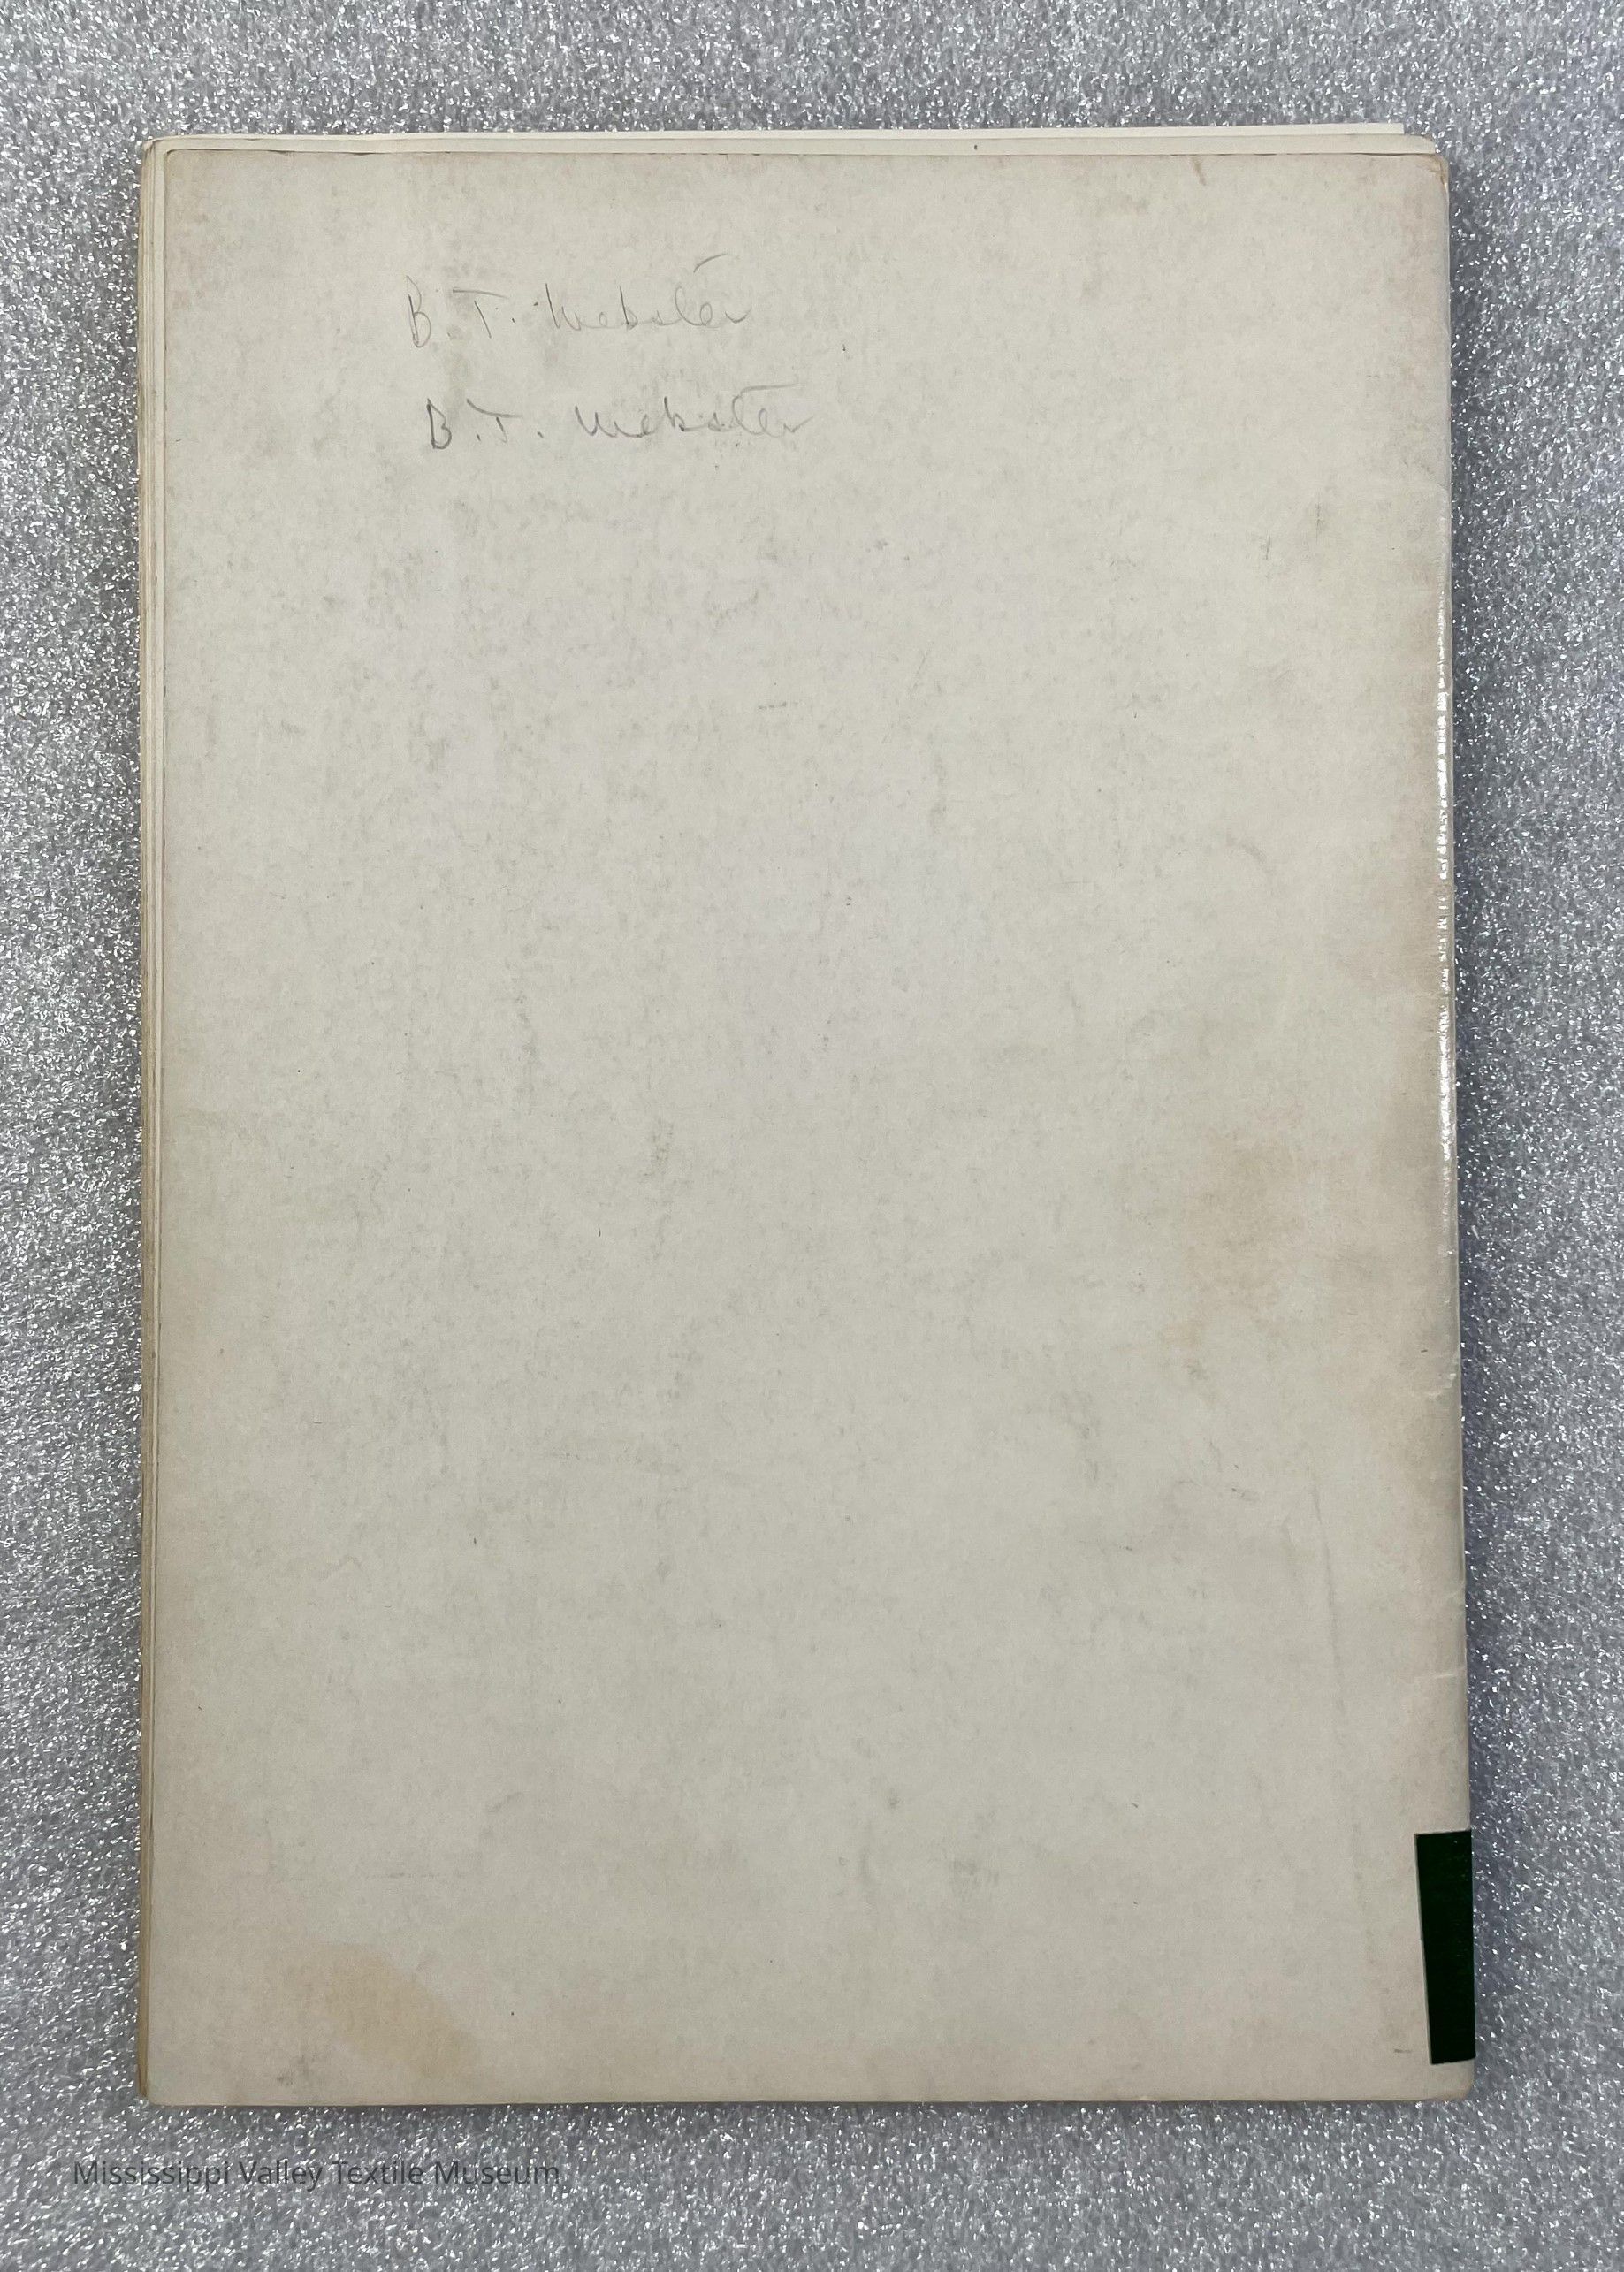 B. T. Webster
B. T. Webster
Mississippi Valley Textile Museum